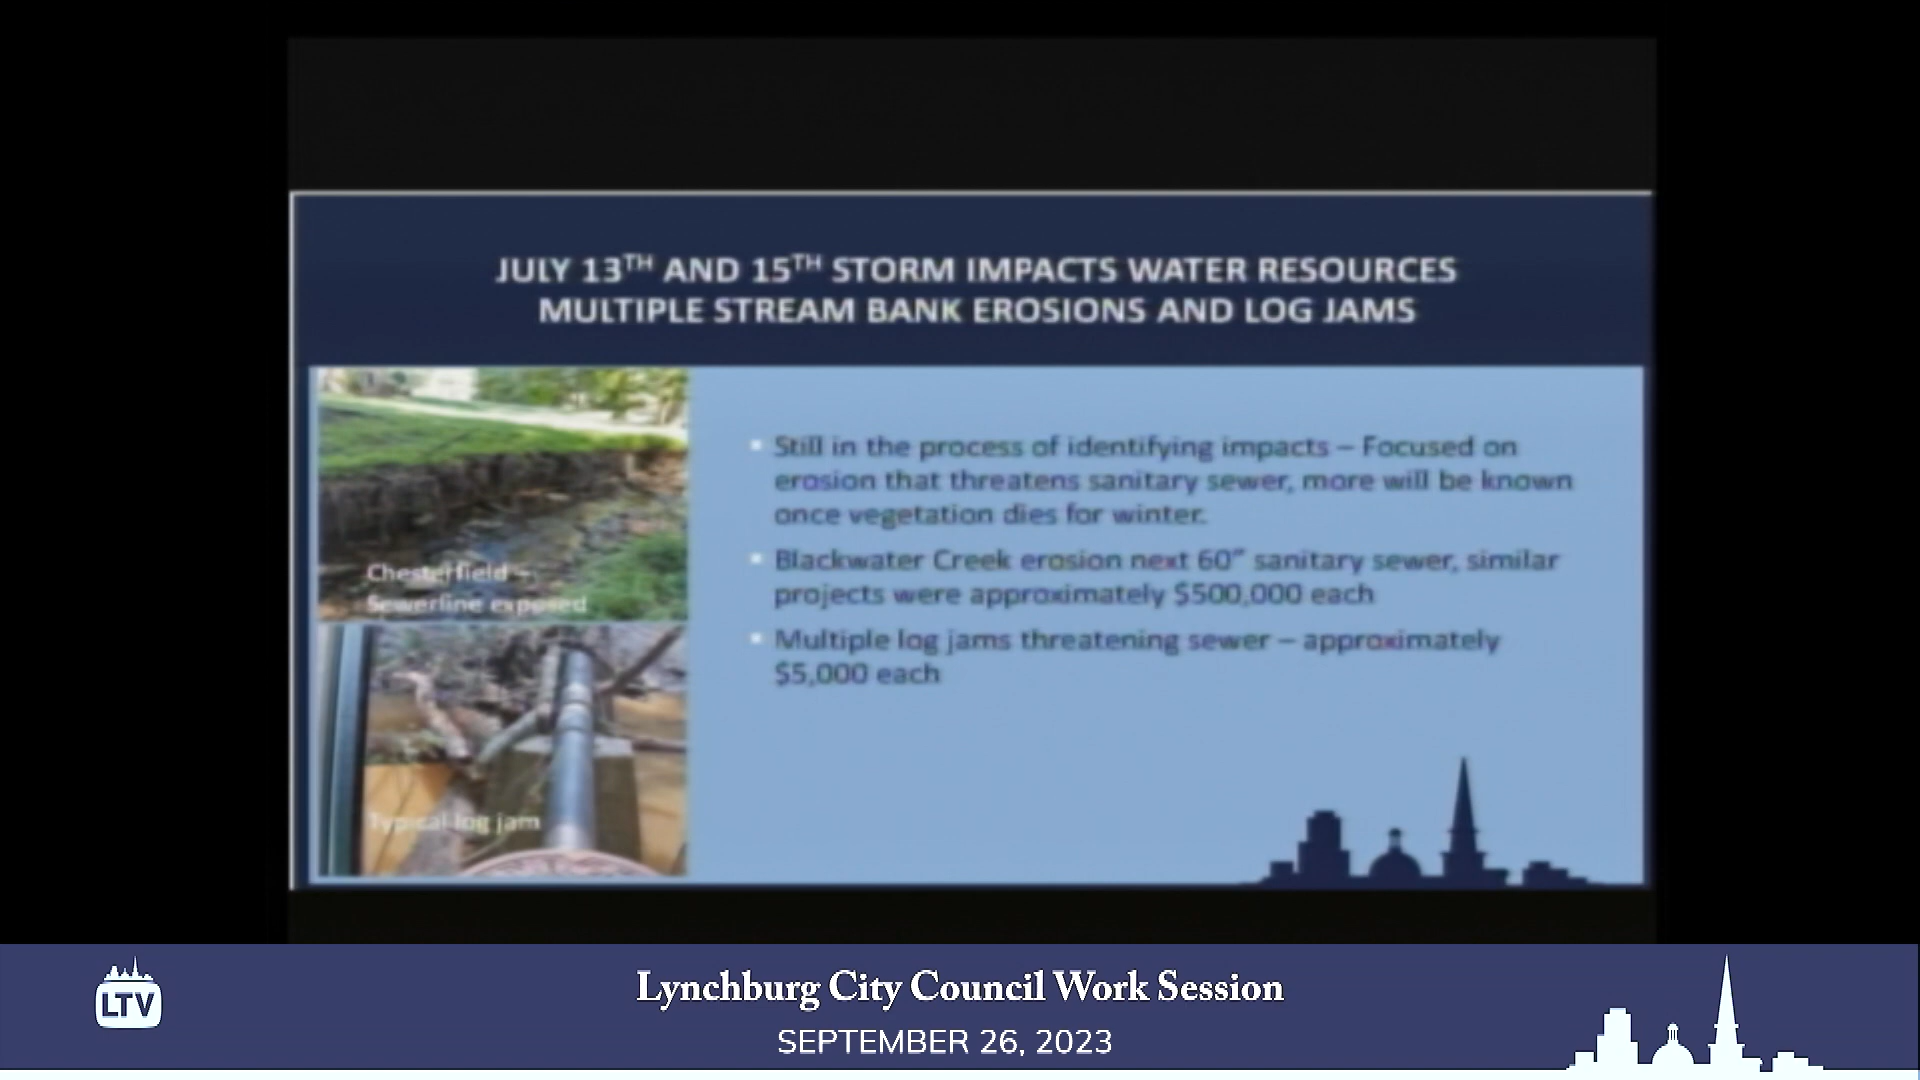 JULY 13TH AND 15TH STORM IMPACTS WATER RESOURCES
MULTIPLE STREAM BANK EROSIONS AND LOG JAMS
Chesterfield –
Sewerline exposed
Typical log jam
Still in the process of identifying impacts – Focused on
erosion that threatens sanitary sewer, more will be known
once vegetation dies for winter.
Blackwater Creek erosion next 60” sanitary sewer, similar
projects were approximately $500,000 each
Multiple log jams threatening sewer – approximately
$5,000 each
LTV
Lynchburg City Council Work Session
SEPTEMBER 26, 2023